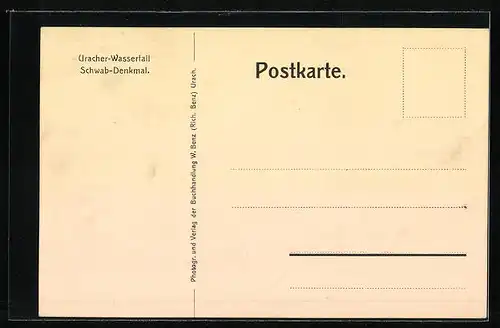 Uracher-Wasserfall
Schwab-Denkmal.
Photogr. und Verlag der Buchhandlung W. Benz (Rich. Benz) Urach.
Postkarte.